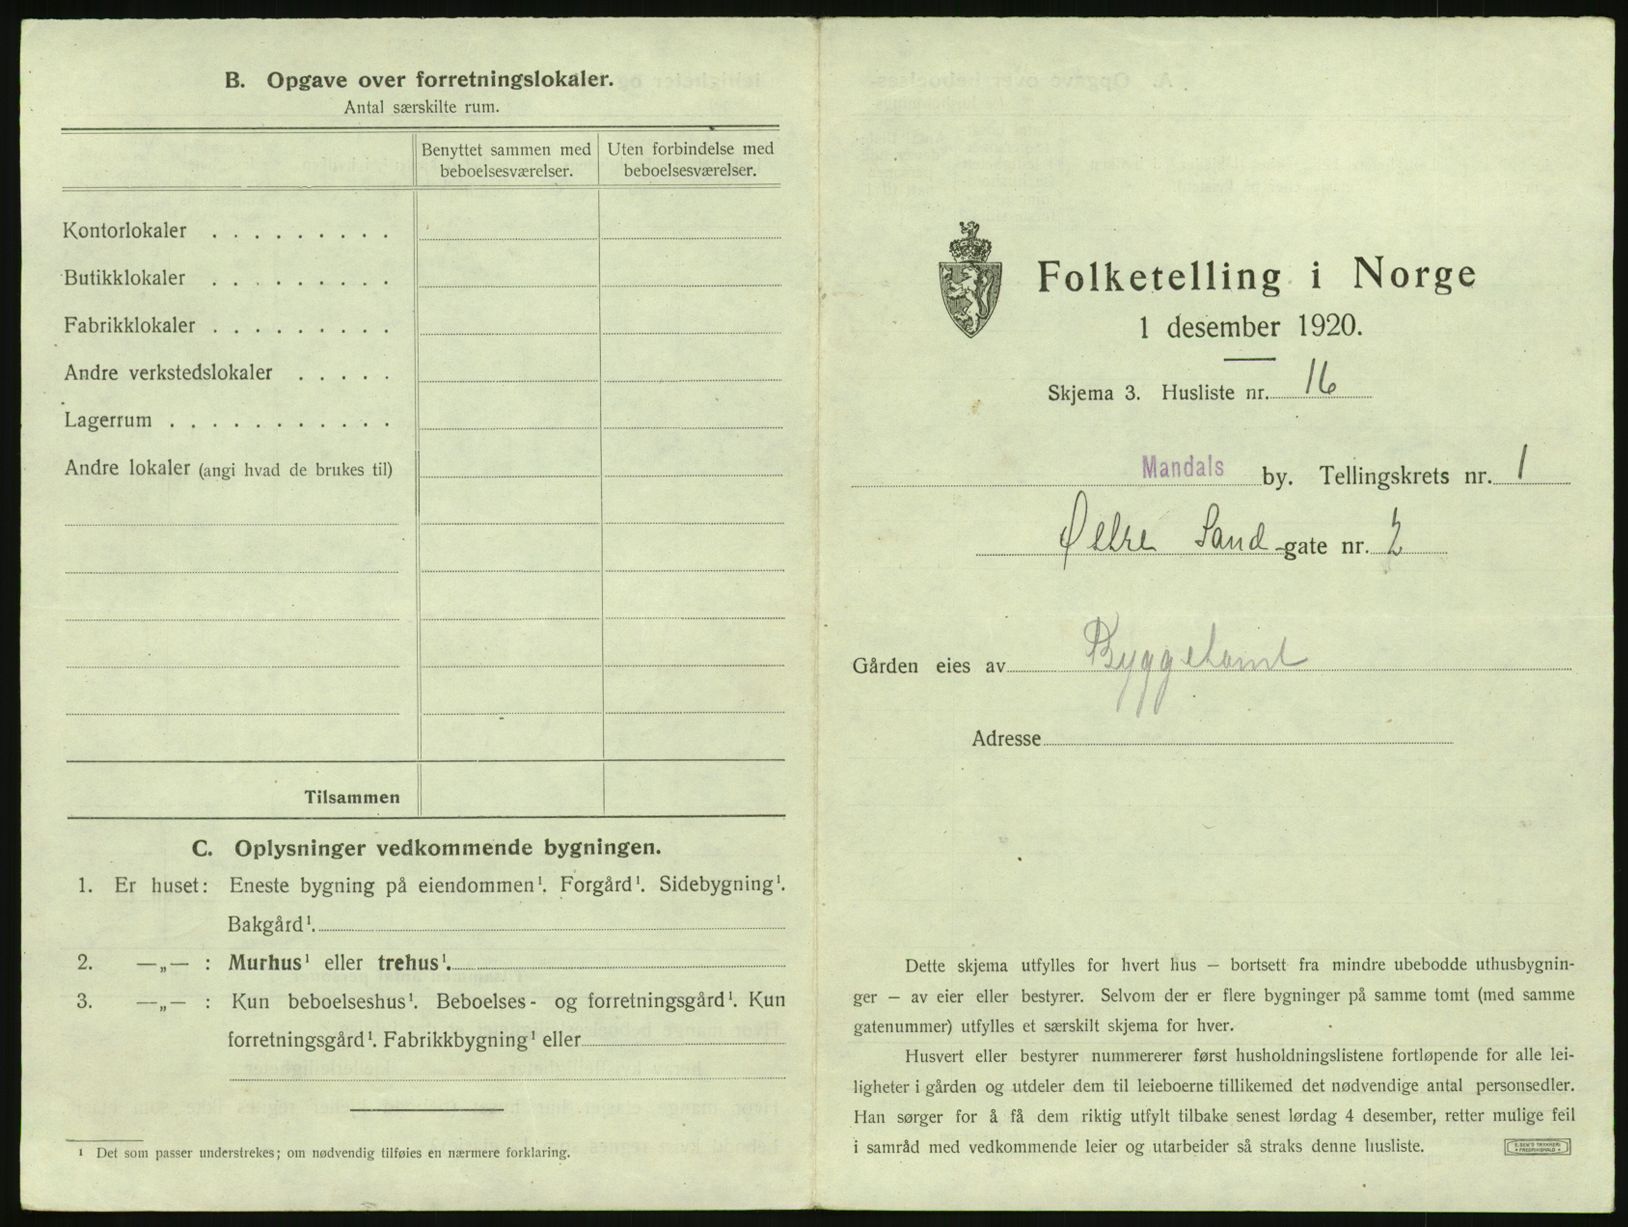 B. Opgave over forretningslokaler.
Antal særskilte rum.
Benyttet sammen med beboelsesværelser.
Uten forbindelse med beboelsesværelser.
Kontorlokaler . . . . . . . . .
Butikklokaler . . . . . . . . .
Fabrikklokaler . . . . . . . . .
Andre verkstedslokaler . . . . .
Lagerrum . . . . . . . . . . .
Andre lokaler (angi hvad de brukes til)
Tilsammen
C. Oplysninger vedkommende bygningen.
1. Er huset: Eneste bygning på eiendommen¹. Forgård¹. Sidebygning¹.
Bakgård¹.
2. —„— : Murhus¹ eller trehus¹.
3. —„— : Kun beboelseshus¹. Beboelses- og forretningsgård¹. Kun
forretningsgård¹. Fabrikkbygning¹ eller
¹ Det som passer understrekes; om nødvendig tilføies en nærmere forklaring.
Folketelling i Norge
1 desember 1920.
Skjema 3. Husliste nr. 16
Mandals by. Tellingskrets nr. 1
Østre Sand-gate nr. 2
Gården eies av Byggetomt
Adresse
Dette skjema utfylles for hvert hus — bortsett fra mindre ubebodde uthusbygnin-
ger — av eier eller bestyrer. Selvom der er flere bygninger på samme tomt (med samme
gatenummer) utfylles et særskilt skjema for hver.
Husvert eller bestyrer nummererer først husholdningslistene fortløpende for alle lei-
ligheter i gården og utdeler dem til leieboerne tillikemed det nødvendige antal personsedler.
Han sørger for å få dem riktig utfylt tilbake senest lørdag 4 desember, retter mulige feil
i samråd med vedkommende leier og utarbeider så straks denne husliste.